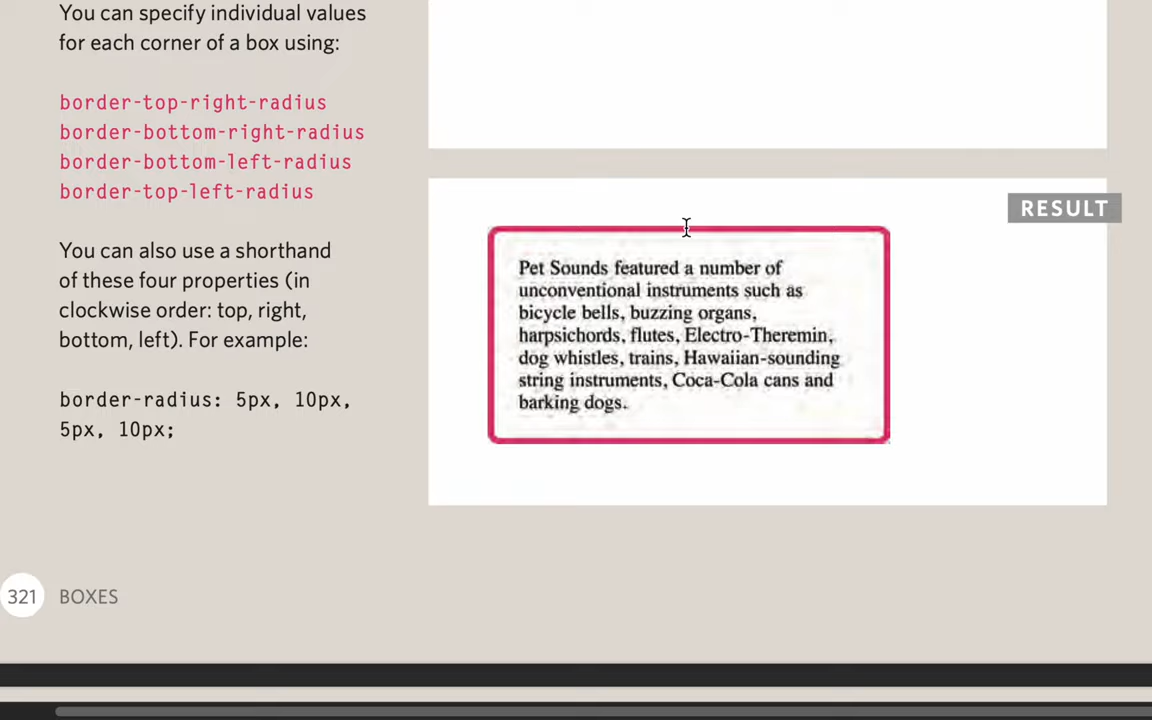 You can specify individual values
for each corner of a box using:
border-top-right-radius
border-bottom-right-radius
border-bottom-left-radius
border-top-left-radius
You can also use a shorthand
of these four properties (in
clockwise order: top, right,
bottom, left). For example:
border-radius: 5px, 10px,
5px, 10px;
RESULT
Pet Sounds featured a number of
unconventional instruments such as
bicycle bells, buzzing organs,
harpsichords, flutes, Electro-Theremin,
dog whistles, trains, Hawaiian-sounding
string instruments, Coca-Cola cans and
barking dogs.
321 BOXES